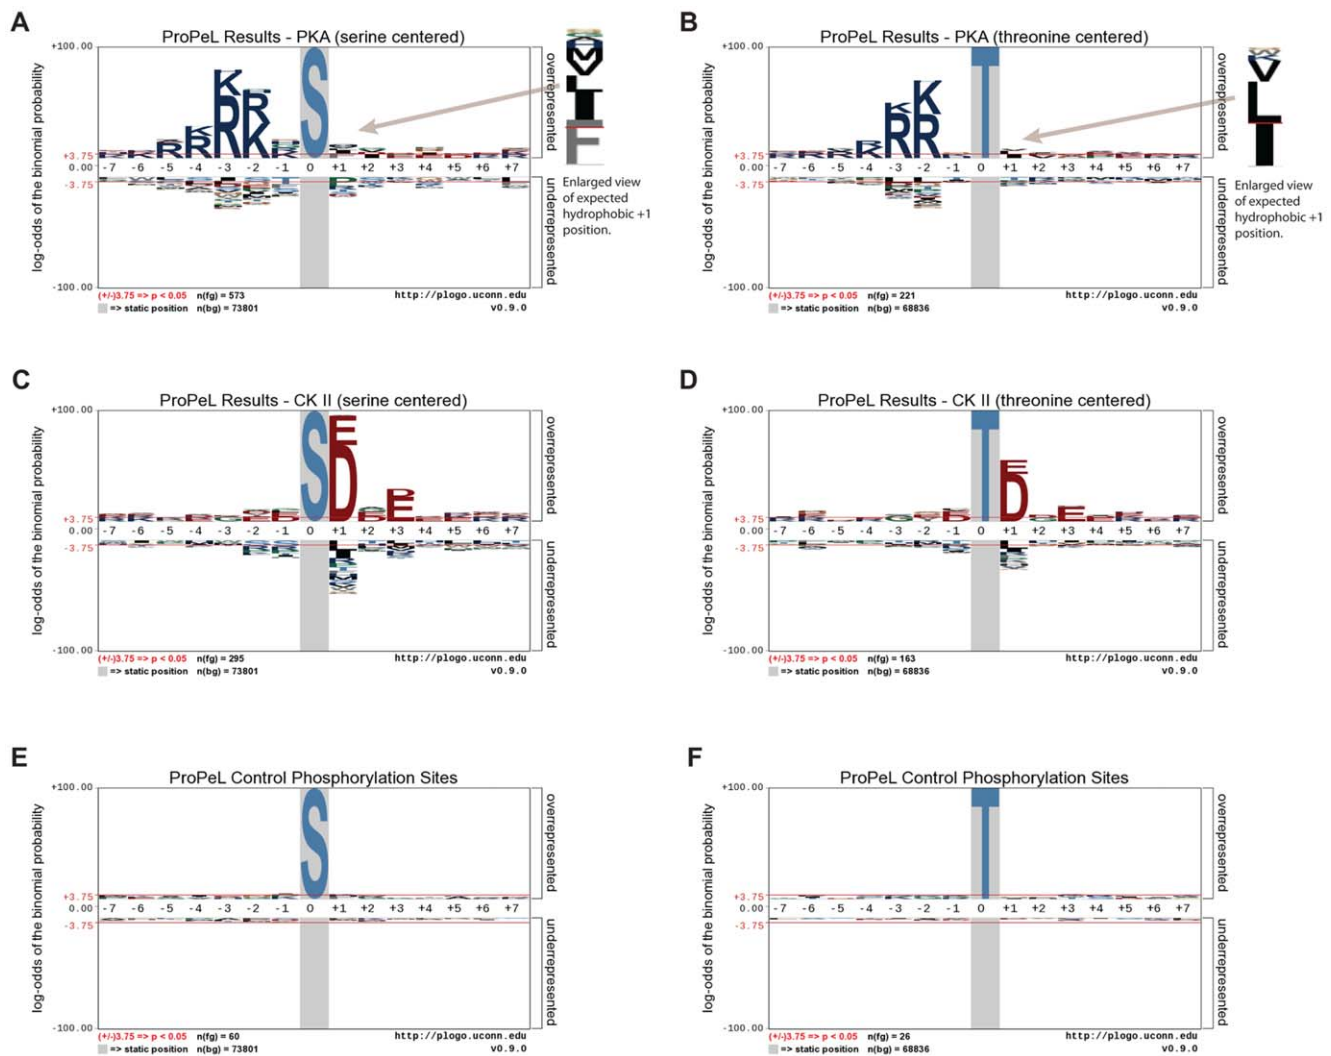 A
ProPeL Results - PKA (serine centered)
+100.00
log-odds of the binomial probability
K
R
R
K
K
R
R
K
S
overrepresented
+3.75
0.00
-7 -6 -5 -4 -3 -2 -1 0 +1 +2 +3 +4 +5 +6 +7
-3.75
underrepresented
-100.00
Enlarged view
of expected
hydrophobic +1
position.
(+/-)3.75 => p < 0.05 n(fg) = 573
http://plogo.uconn.edu
=> static position n(bg) = 73801
v0.9.0
B
ProPeL Results - PKA (threonine centered)
+100.00
log-odds of the binomial probability
K
R
K
R
T
V
L
I
overrepresented
+3.75
0.00
-7 -6 -5 -4 -3 -2 -1 0 +1 +2 +3 +4 +5 +6 +7
-3.75
underrepresented
-100.00
Enlarged view
of expected
hydrophobic +1
position.
(+/-)3.75 => p < 0.05 n(fg) = 221
http://plogo.uconn.edu
=> static position n(bg) = 68836
v0.9.0
C
ProPeL Results - CK II (serine centered)
+100.00
log-odds of the binomial probability
S
E
D
D
E
overrepresented
+3.75
0.00
-7 -6 -5 -4 -3 -2 -1 0 +1 +2 +3 +4 +5 +6 +7
-3.75
underrepresented
-100.00
(+/-)3.75 => p < 0.05 n(fg) = 295
http://plogo.uconn.edu
=> static position n(bg) = 73801
v0.9.0
D
ProPeL Results - CK II (threonine centered)
+100.00
log-odds of the binomial probability
T
E
D
E
overrepresented
+3.75
0.00
-7 -6 -5 -4 -3 -2 -1 0 +1 +2 +3 +4 +5 +6 +7
-3.75
underrepresented
-100.00
(+/-)3.75 => p < 0.05 n(fg) = 163
http://plogo.uconn.edu
=> static position n(bg) = 68836
v0.9.0
E
ProPeL Control Phosphorylation Sites
+100.00
log-odds of the binomial probability
S
overrepresented
+3.75
0.00
-7 -6 -5 -4 -3 -2 -1 0 +1 +2 +3 +4 +5 +6 +7
-3.75
underrepresented
-100.00
(+/-)3.75 => p < 0.05 n(fg) = 60
http://plogo.uconn.edu
=> static position n(bg) = 73801
v0.9.0
F
ProPeL Control Phosphorylation Sites
+100.00
log-odds of the binomial probability
T
overrepresented
+3.75
0.00
-7 -6 -5 -4 -3 -2 -1 0 +1 +2 +3 +4 +5 +6 +7
-3.75
underrepresented
-100.00
(+/-)3.75 => p < 0.05 n(fg) = 26
http://plogo.uconn.edu
=> static position n(bg) = 68836
v0.9.0